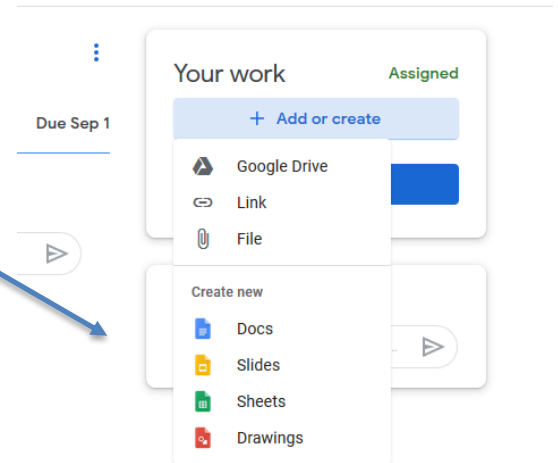 Your work
Assigned
Due Sep 1
+ Add or create
Google Drive
Link
File
Create new
Docs
Slides
Sheets
Drawings